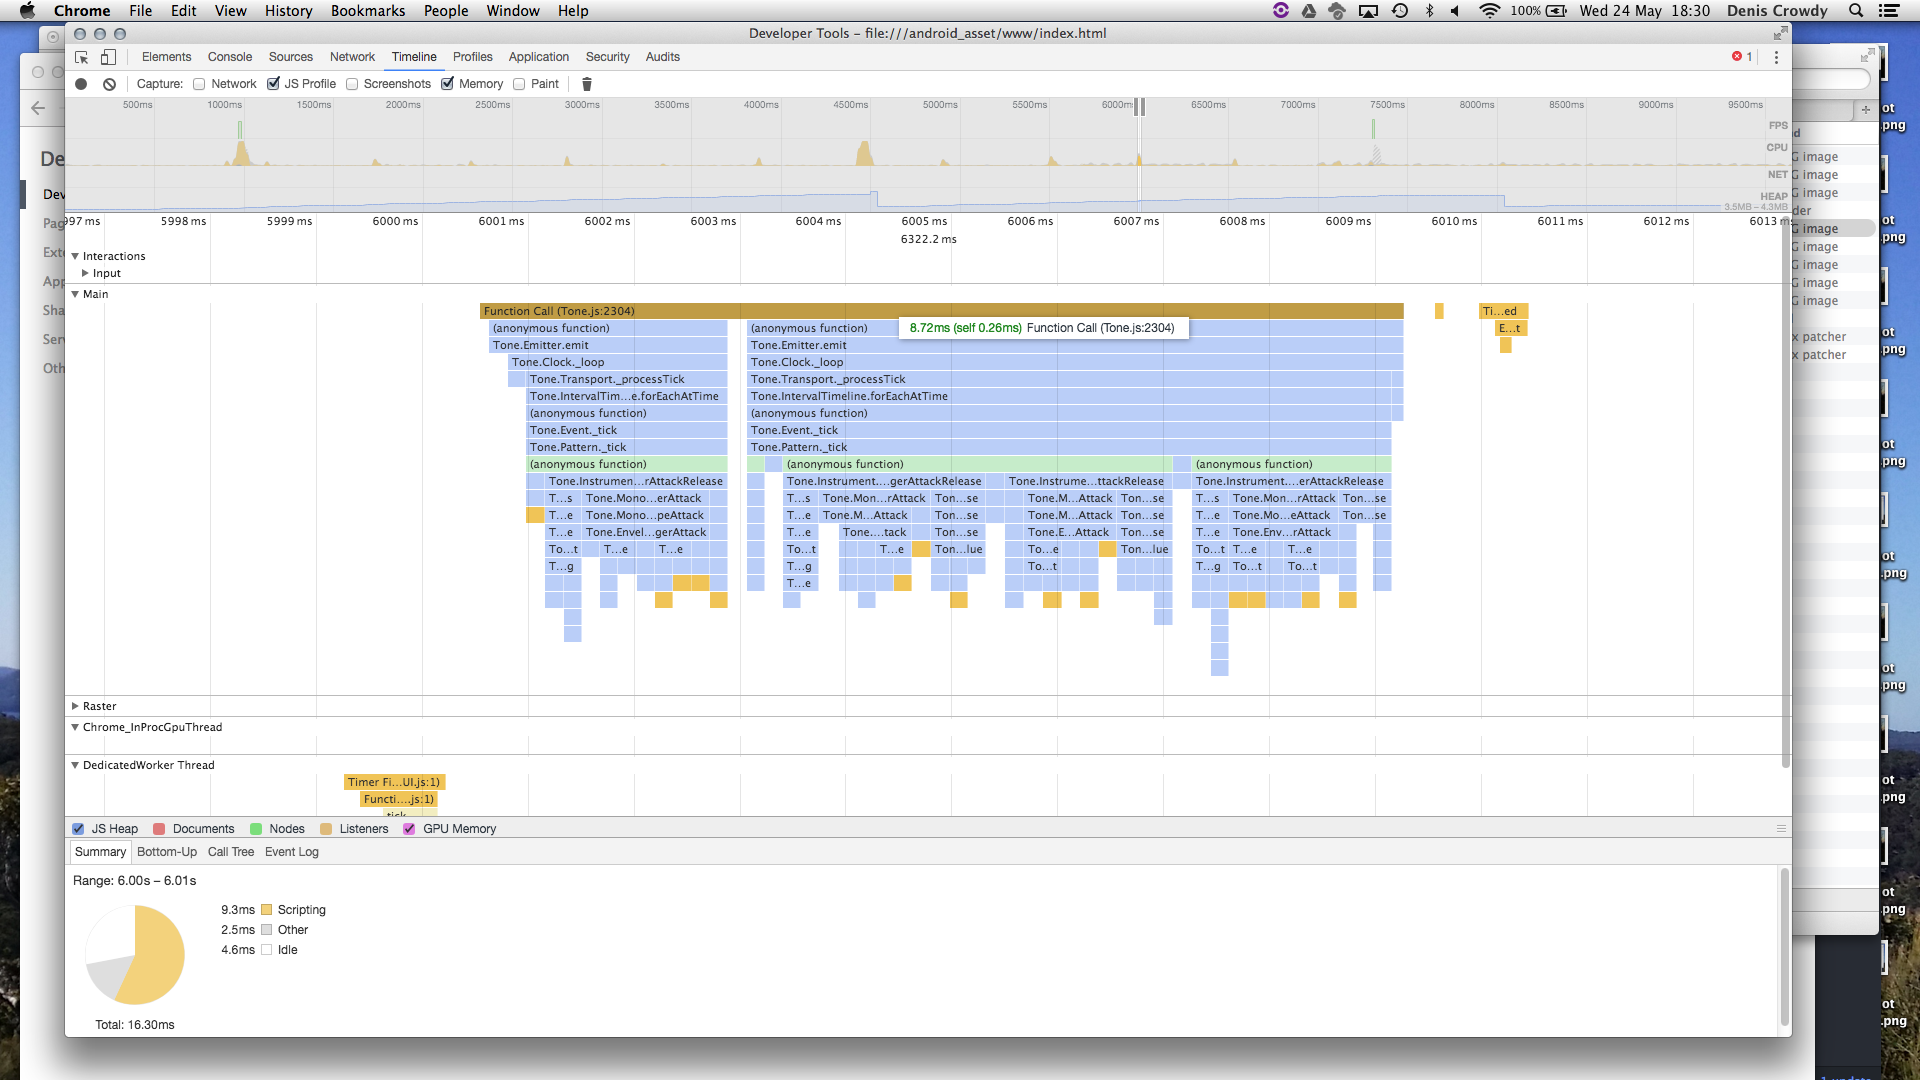 Chrome File Edit View History Bookmarks People Window Help 100% Wed 24 May 18:30 Denis Crowdy
Developer Tools - file:///android_asset/www/index.html
Elements Console Sources Network Timeline Profiles Application Security Audits 1
Capture: Network JS Profile Screenshots Memory Paint
500ms 1000ms 1500ms 2000ms 2500ms 3000ms 3500ms 4000ms 4500ms 5000ms 5500ms 6000ms 6500ms 7000ms 7500ms 8000ms 8500ms 9000ms 9500ms
FPS
CPU
NET
HEAP
3.5MB – 4.3MB
997 ms 5998 ms 5999 ms 6000 ms 6001 ms 6002 ms 6003 ms 6004 ms 6005 ms 6006 ms 6007 ms 6008 ms 6009 ms 6010 ms 6011 ms 6012 ms 6013 m
6322.2 ms
Interactions
Input
Main
Function Call (Tone.js:2304) Ti...ed
(anonymous function) (anonymous function) 8.72ms (self 0.26ms) Function Call (Tone.js:2304) E...t
Tone.Emitter.emit Tone.Emitter.emit
Tone.Clock._loop Tone.Clock._loop
Tone.Transport._processTick Tone.Transport._processTick
Tone.IntervalTim...e.forEachAtTime Tone.IntervalTimeline.forEachAtTime
(anonymous function) (anonymous function)
Tone.Event._tick Tone.Event._tick
Tone.Pattern._tick Tone.Pattern._tick
(anonymous function) (anonymous function) (anonymous function)
Tone.Instrumen...rAttackRelease Tone.Instrument....gerAttackRelease Tone.Instrume...ttackRelease Tone.Instrument...erAttackRelease
T...s Tone.Mono...erAttack T...s Tone.Mon...rAttack Ton...se Tone.M...Attack Ton...se T...s Tone.Mon...rAttack Ton...se
T...e Tone.Mono...peAttack T...e Tone.M...Attack Ton...se Tone.M...Attack Ton...se T...e Tone.Mo...eAttack Ton...se
T...e Tone.Envel...gerAttack T...e Tone....tack Ton...se Tone.E...Attack Ton...se T...e Tone.Env...rAttack
To...t T...e T...e To...t T...e Ton...lue To...e Ton...lue To...t T...e T...e
T...g T...g To...t T...g To...t To...t
T...e
Raster
Chrome_InProcGpuThread
DedicatedWorker Thread
Timer Fi...UI.js:1)
Functi....js:1)
tick
JS Heap Documents Nodes Listeners GPU Memory
Summary Bottom-Up Call Tree Event Log
Range: 6.00s – 6.01s
9.3ms Scripting
2.5ms Other
4.6ms Idle
Total: 16.30ms
De
Dev
Pag
Exte
App
Sha
Serv
Oth
d
G image
G image
G image
der
G image
G image
G image
G image
G image
x patcher
x patcher
ot
.png
ot
png
ot
png
ot
png
ot
png
ot
png
ot
png
ot
.png
ot
.png